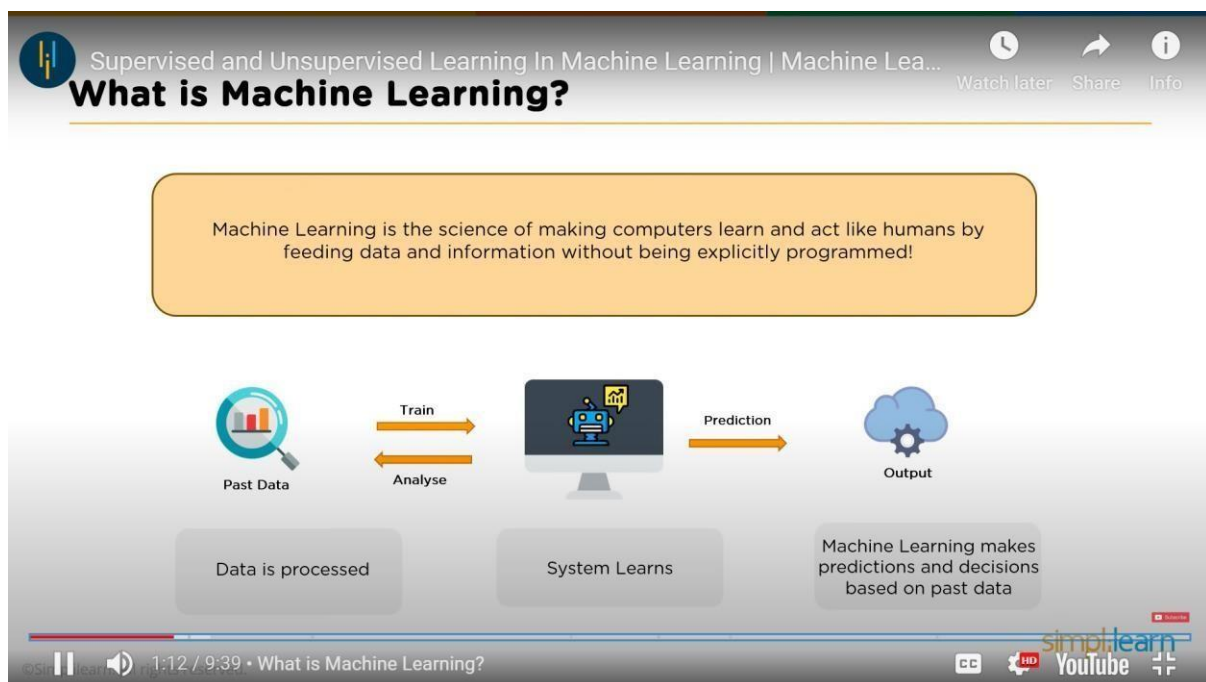 Supervised and Unsupervised Learning In Machine Learning | Machine Lea...
Watch later
Share
Info
What is Machine Learning?
Machine Learning is the science of making computers learn and act like humans by
feeding data and information without being explicitly programmed!
Train
Prediction
Past Data
Analyse
Output
Data is processed
System Learns
Machine Learning makes
predictions and decisions
based on past data
Subscribe
simplilearn
1:12 / 9:39 • What is Machine Learning?
CC
HD
YouTube